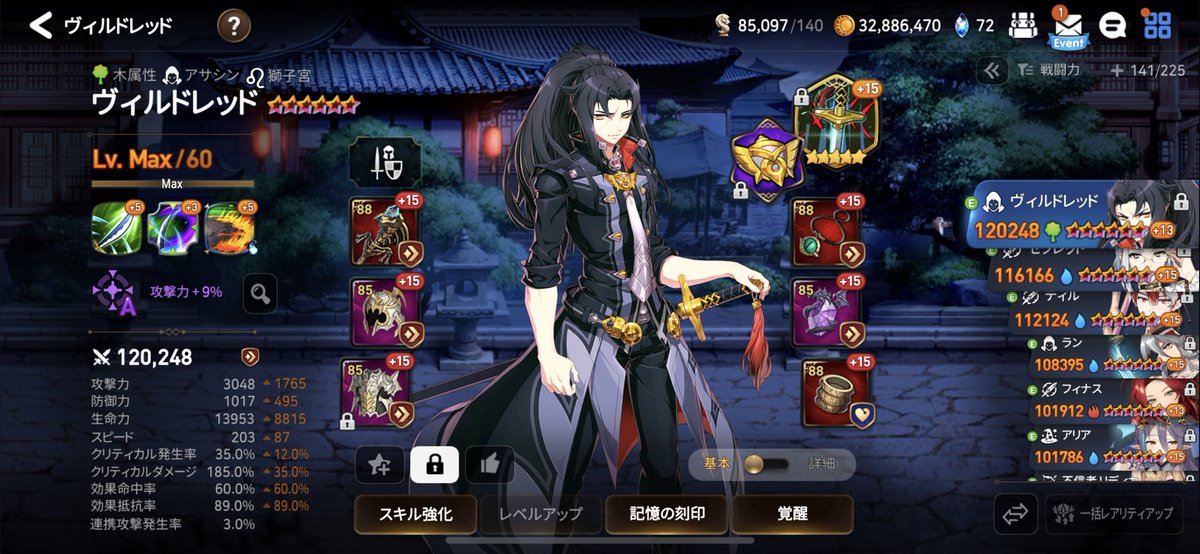 ヴィルドレッド
?
85,097/140
32,886,470
72
1
Event
木属性 アサシン 獅子宮
ヴィルドレッド
戦闘力
141/225
Lv. Max/60
Max
+5
+3
+5
攻撃力+9%
A
120,248
攻撃力 3048 1765
防御力 1017 495
生命力 13953 8815
スピード 203 87
クリティカル発生率 35.0% 12.0%
クリティカルダメージ 185.0% 35.0%
効果命中率 60.0% 60.0%
効果抵抗率 89.0% 89.0%
連携攻撃発生率 3.0%
88 +15
85 +15
85 +15
+15
88 +15
85 +15
88 +15
基本
詳細
スキル強化
レベルアップ
記憶の刻印
覚醒
E ヴィルドレッド
120248 +13
116166 +15
E ディル
112124 +15
E ラン
108395 +15
E フィナス
101912 +13
E アリア
101786 +15
一括レアリティアップ